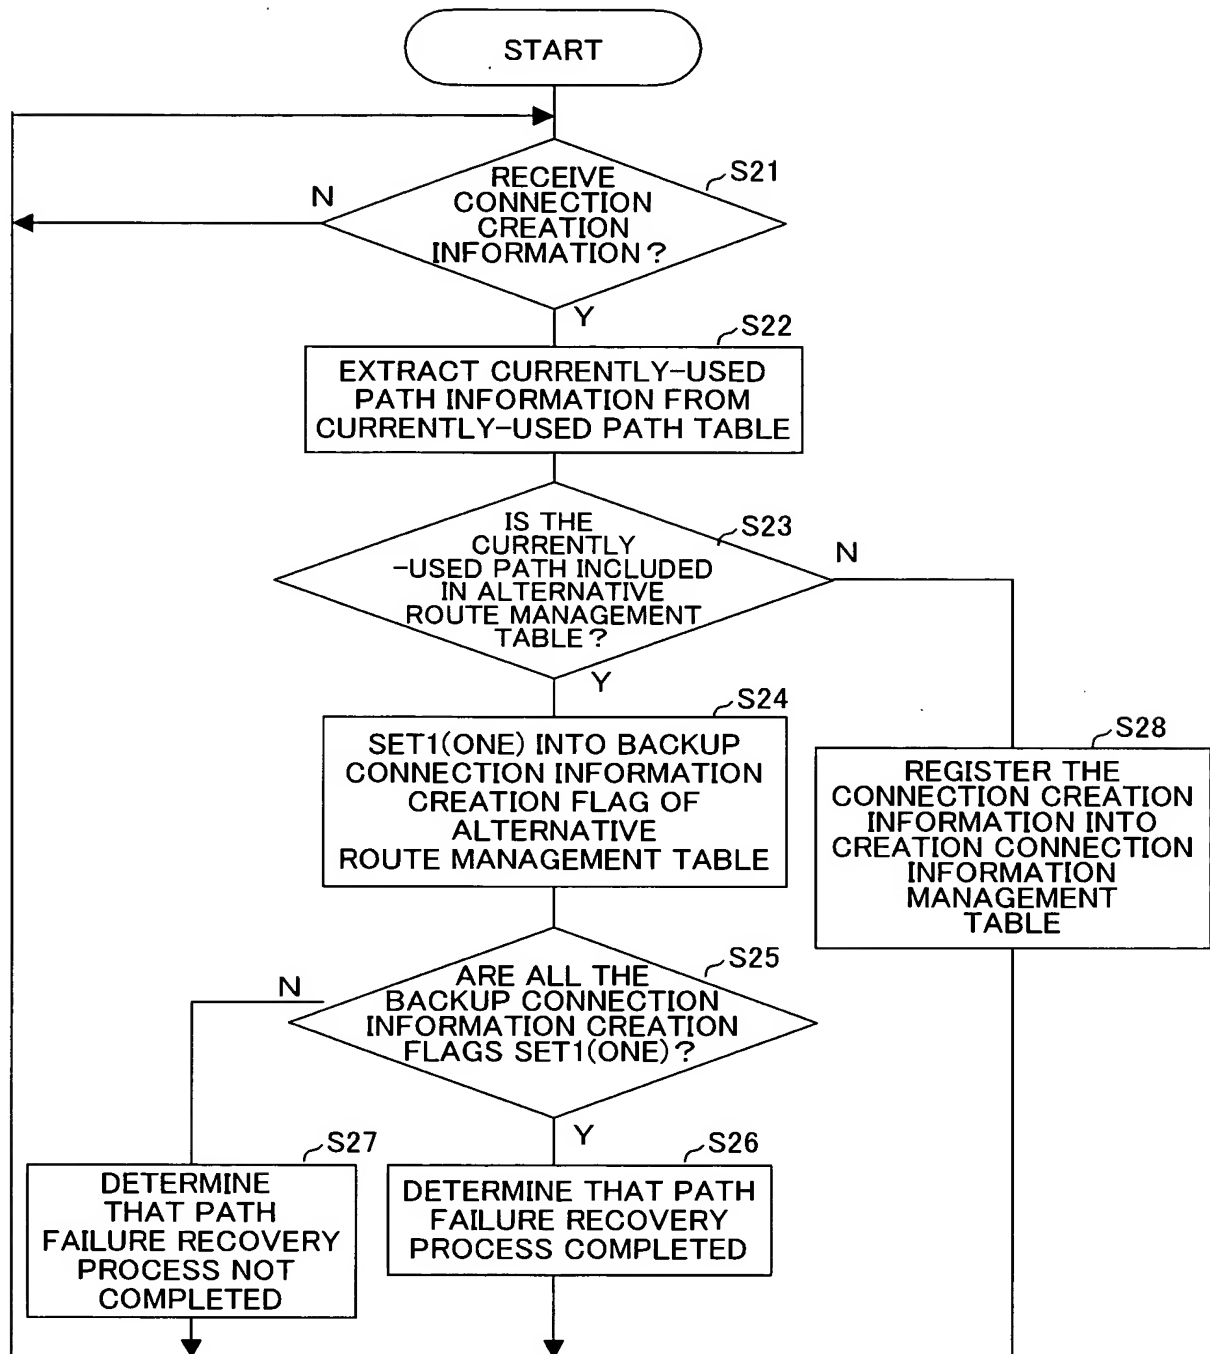 START
S21
N
RECEIVE
CONNECTION
CREATION
INFORMATION?
Y
S22
EXTRACT CURRENTLY-USED
PATH INFORMATION FROM
CURRENTLY-USED PATH TABLE
S23
IS THE
CURRENTLY
-USED PATH INCLUDED
IN ALTERNATIVE
ROUTE MANAGEMENT
TABLE?
N
Y
S24
SET1(ONE) INTO BACKUP
CONNECTION INFORMATION
CREATION FLAG OF
ALTERNATIVE
ROUTE MANAGEMENT TABLE
S28
REGISTER THE
CONNECTION CREATION
INFORMATION INTO
CREATION CONNECTION
INFORMATION
MANAGEMENT
TABLE
S25
N
ARE ALL THE
BACKUP CONNECTION
INFORMATION CREATION
FLAGS SET1(ONE)?
Y
S27
DETERMINE
THAT PATH
FAILURE RECOVERY
PROCESS NOT
COMPLETED
S26
DETERMINE THAT PATH
FAILURE RECOVERY
PROCESS COMPLETED